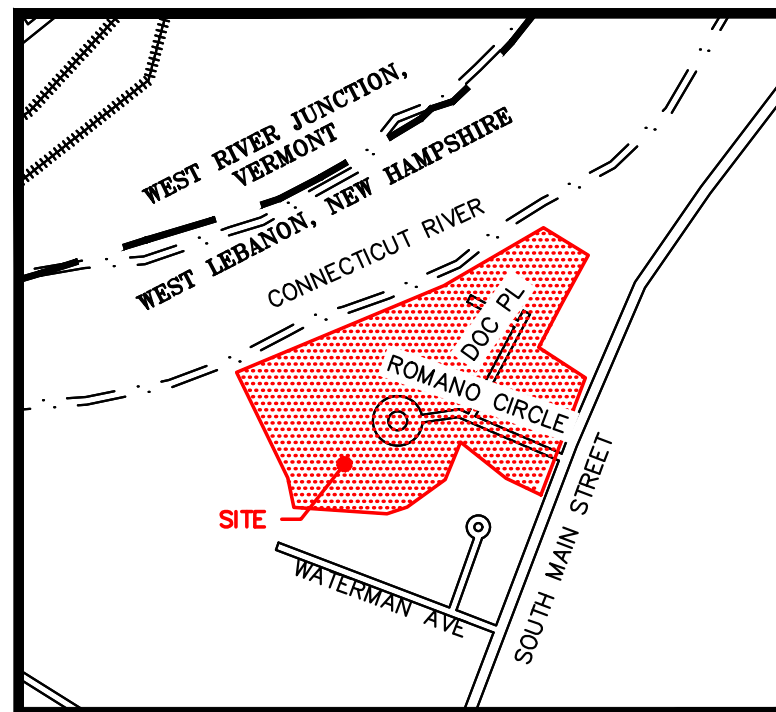 WEST RIVER JUNCTION,
VERMONT
WEST LEBANON, NEW HAMPSHIRE
CONNECTICUT RIVER
DOC PL
ROMANO CIRCLE
SITE
WATERMAN AVE
SOUTH MAIN STREET